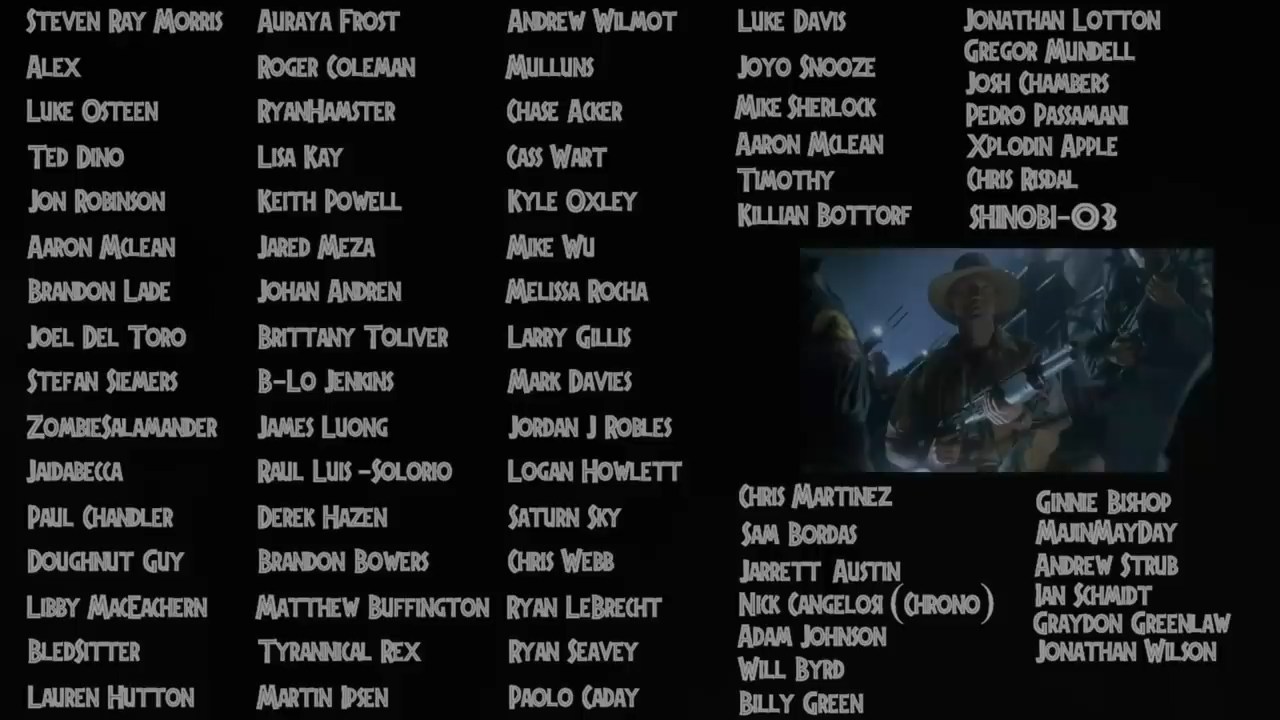 Steven Ray Morris
Alex
Luke Osteen
Ted Dino
Jon Robinson
Aaron Mclean
Brandon Lade
Joel Del Toro
Stefan Siemers
ZombieSalamander
Jaidabecca
Paul Chandler
Doughnut Guy
Libby MacEachern
BledSitter
Lauren Hutton
Auraya Frost
Roger Coleman
RyanHamster
Lisa Kay
Keith Powell
Jared Meza
Johan Andren
Brittany Toliver
B-Lo Jenkins
James Luong
Raul Luis -Solorio
Derek Hazen
Brandon Bowers
Matthew Buffington
Tyrannical Rex
Martin Ipsen
Andrew Wilmot
Mulluns
Chase Acker
Cass Wart
Kyle Oxley
Mike Wu
Melissa Rocha
Larry Gillis
Mark Davies
Jordan J Robles
Logan Howlett
Saturn Sky
Chris Webb
Ryan LeBrecht
Ryan Seavey
Paolo Caday
Luke Davis
Joyo Snooze
Mike Sherlock
Aaron Mclean
Timothy
Killian Bottorf
Jonathan Lotton
Gregor Mundell
Josh Chambers
Pedro Passamani
Xplodin Apple
Chris Risdal
SHINOBI-03
Chris Martinez
Sam Bordas
Jarrett Austin
Nick Cangelosi (Chrono)
Adam Johnson
Will Byrd
Billy Green
Ginnie Bishop
MajinMayDay
Andrew Strub
Ian Schmidt
Graydon Greenlaw
Jonathan Wilson